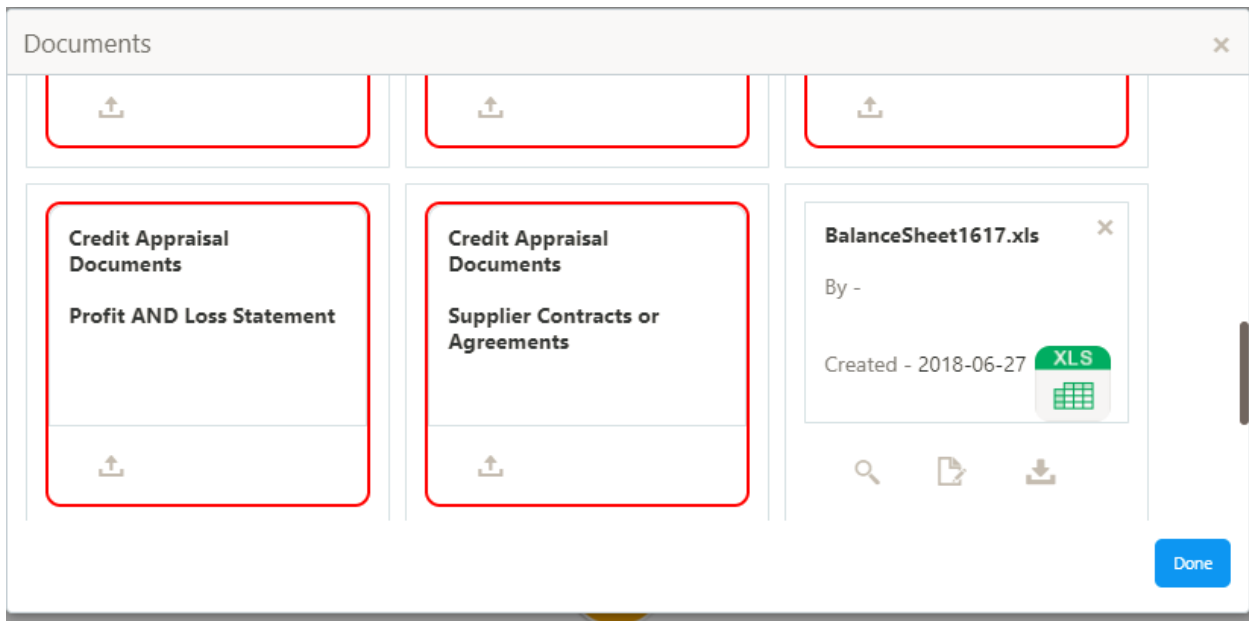 Documents
Credit Appraisal
Documents
Profit AND Loss Statement
Credit Appraisal
Documents
Supplier Contracts or
Agreements
BalanceSheet1617.xls
By -
Created - 2018-06-27
XLS
Done